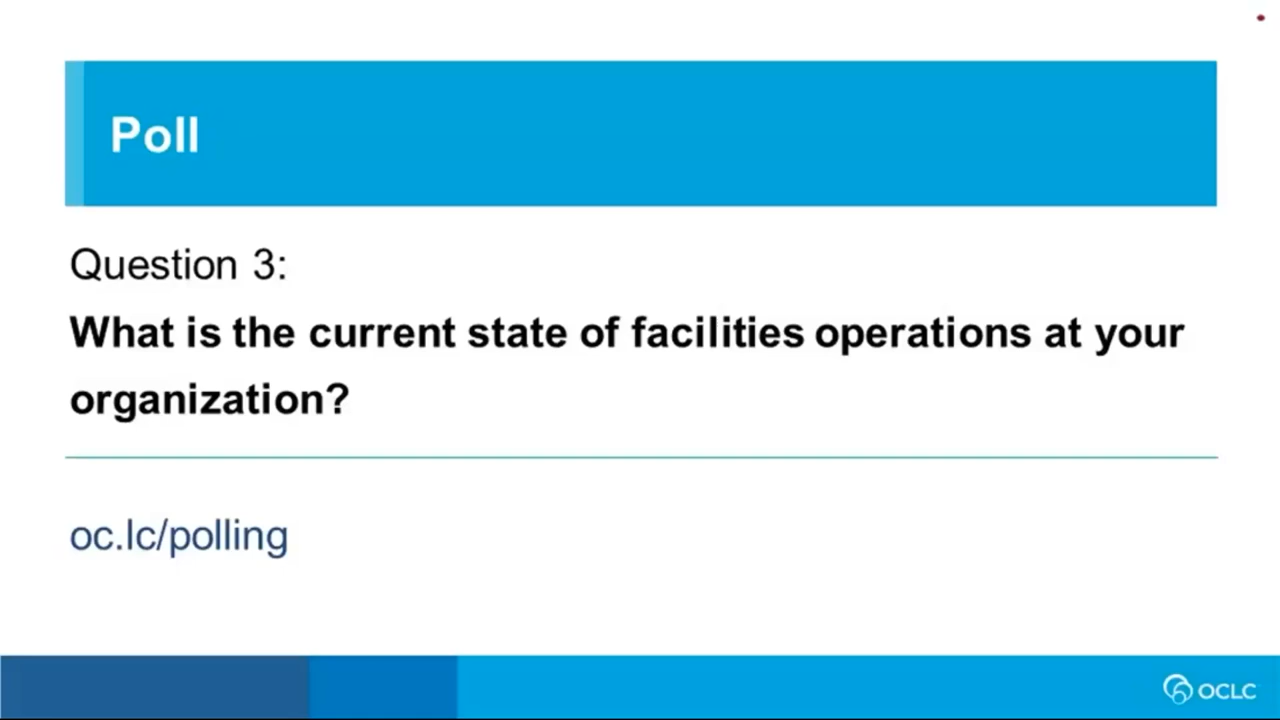 Poll
Question 3:
What is the current state of facilities operations at your
organization?
oc.lc/polling
OCLC